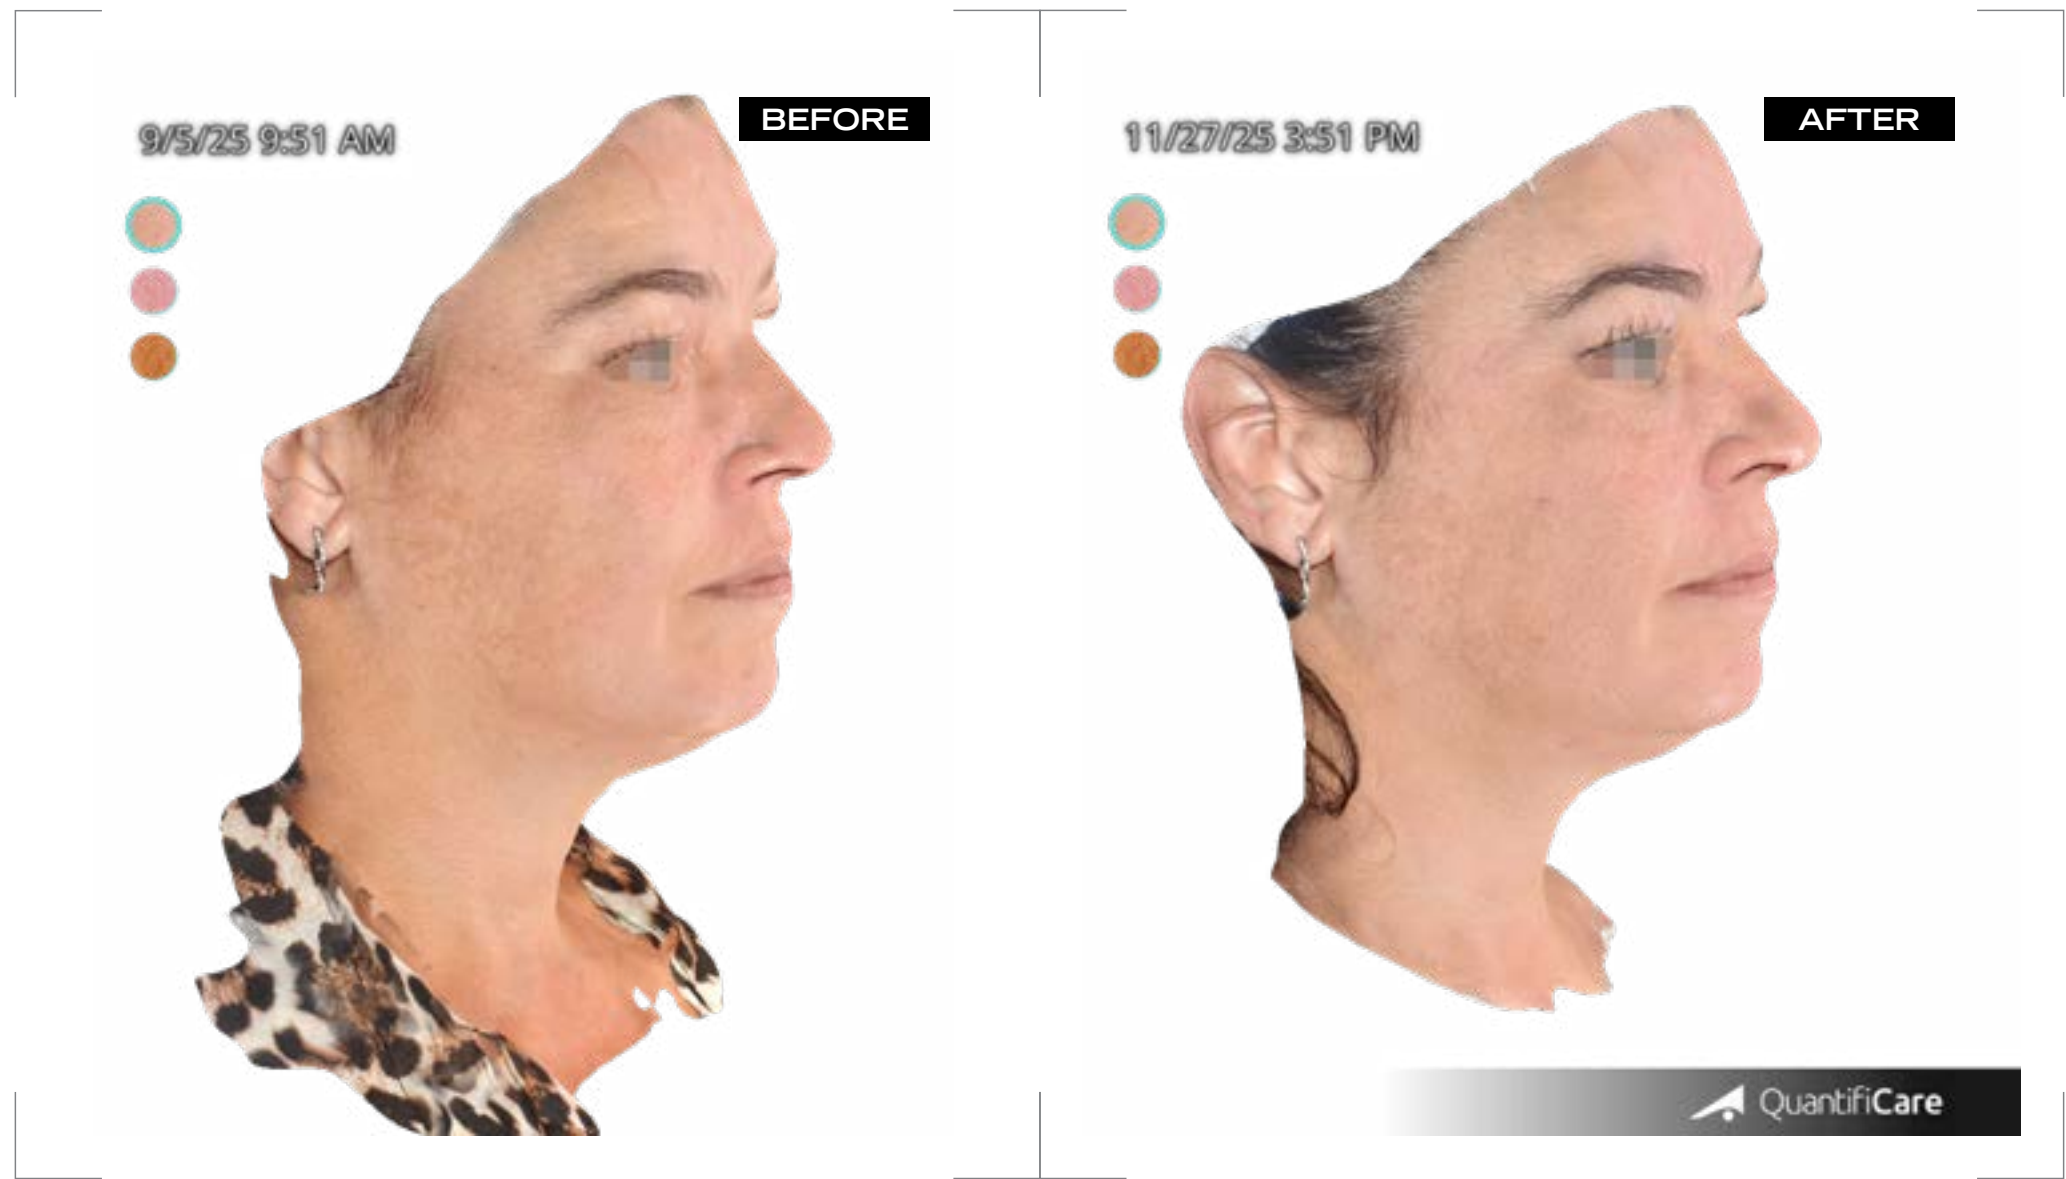 9/5/25 9:51 AM
BEFORE
11/27/25 3:51 PM
AFTER
QuantifiCare